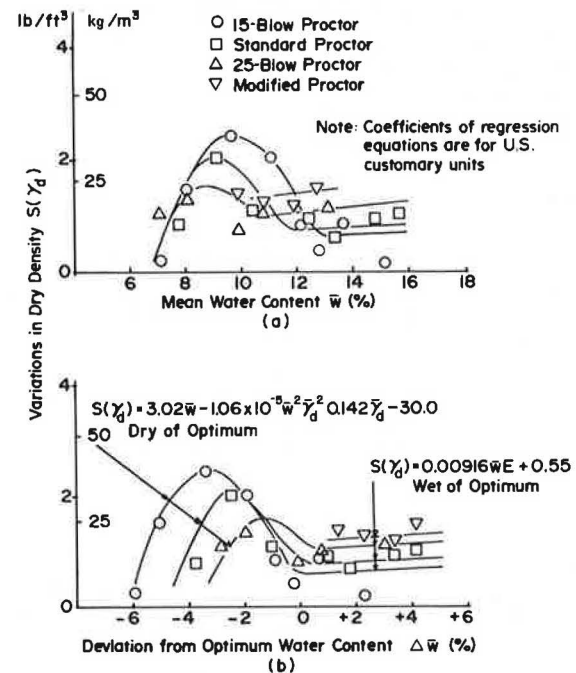 lb/ft³ kg/m³
○ 15-Blow Proctor
□ Standard Proctor
△ 25-Blow Proctor
▽ Modified Proctor
Note: Coefficients of regression
equations are for U.S.
customary units
4
50
2
25
0
6 8 10 12 14 16 18
Mean Water Content w̄ (%)
(a)
Variations in Dry Density S(γd)
4
S(γ̄d) = 3.02w̄ - 1.06x10⁻⁵w̄²γ̄d² 0.142γ̄d - 30.0
50
Dry of Optimum
S(γ̄d) = 0.00916w̄E + 0.55
Wet of Optimum
2
25
0
-6 -4 -2 0 +2 +4 +6
Deviation from Optimum Water Content △w̄ (%)
(b)